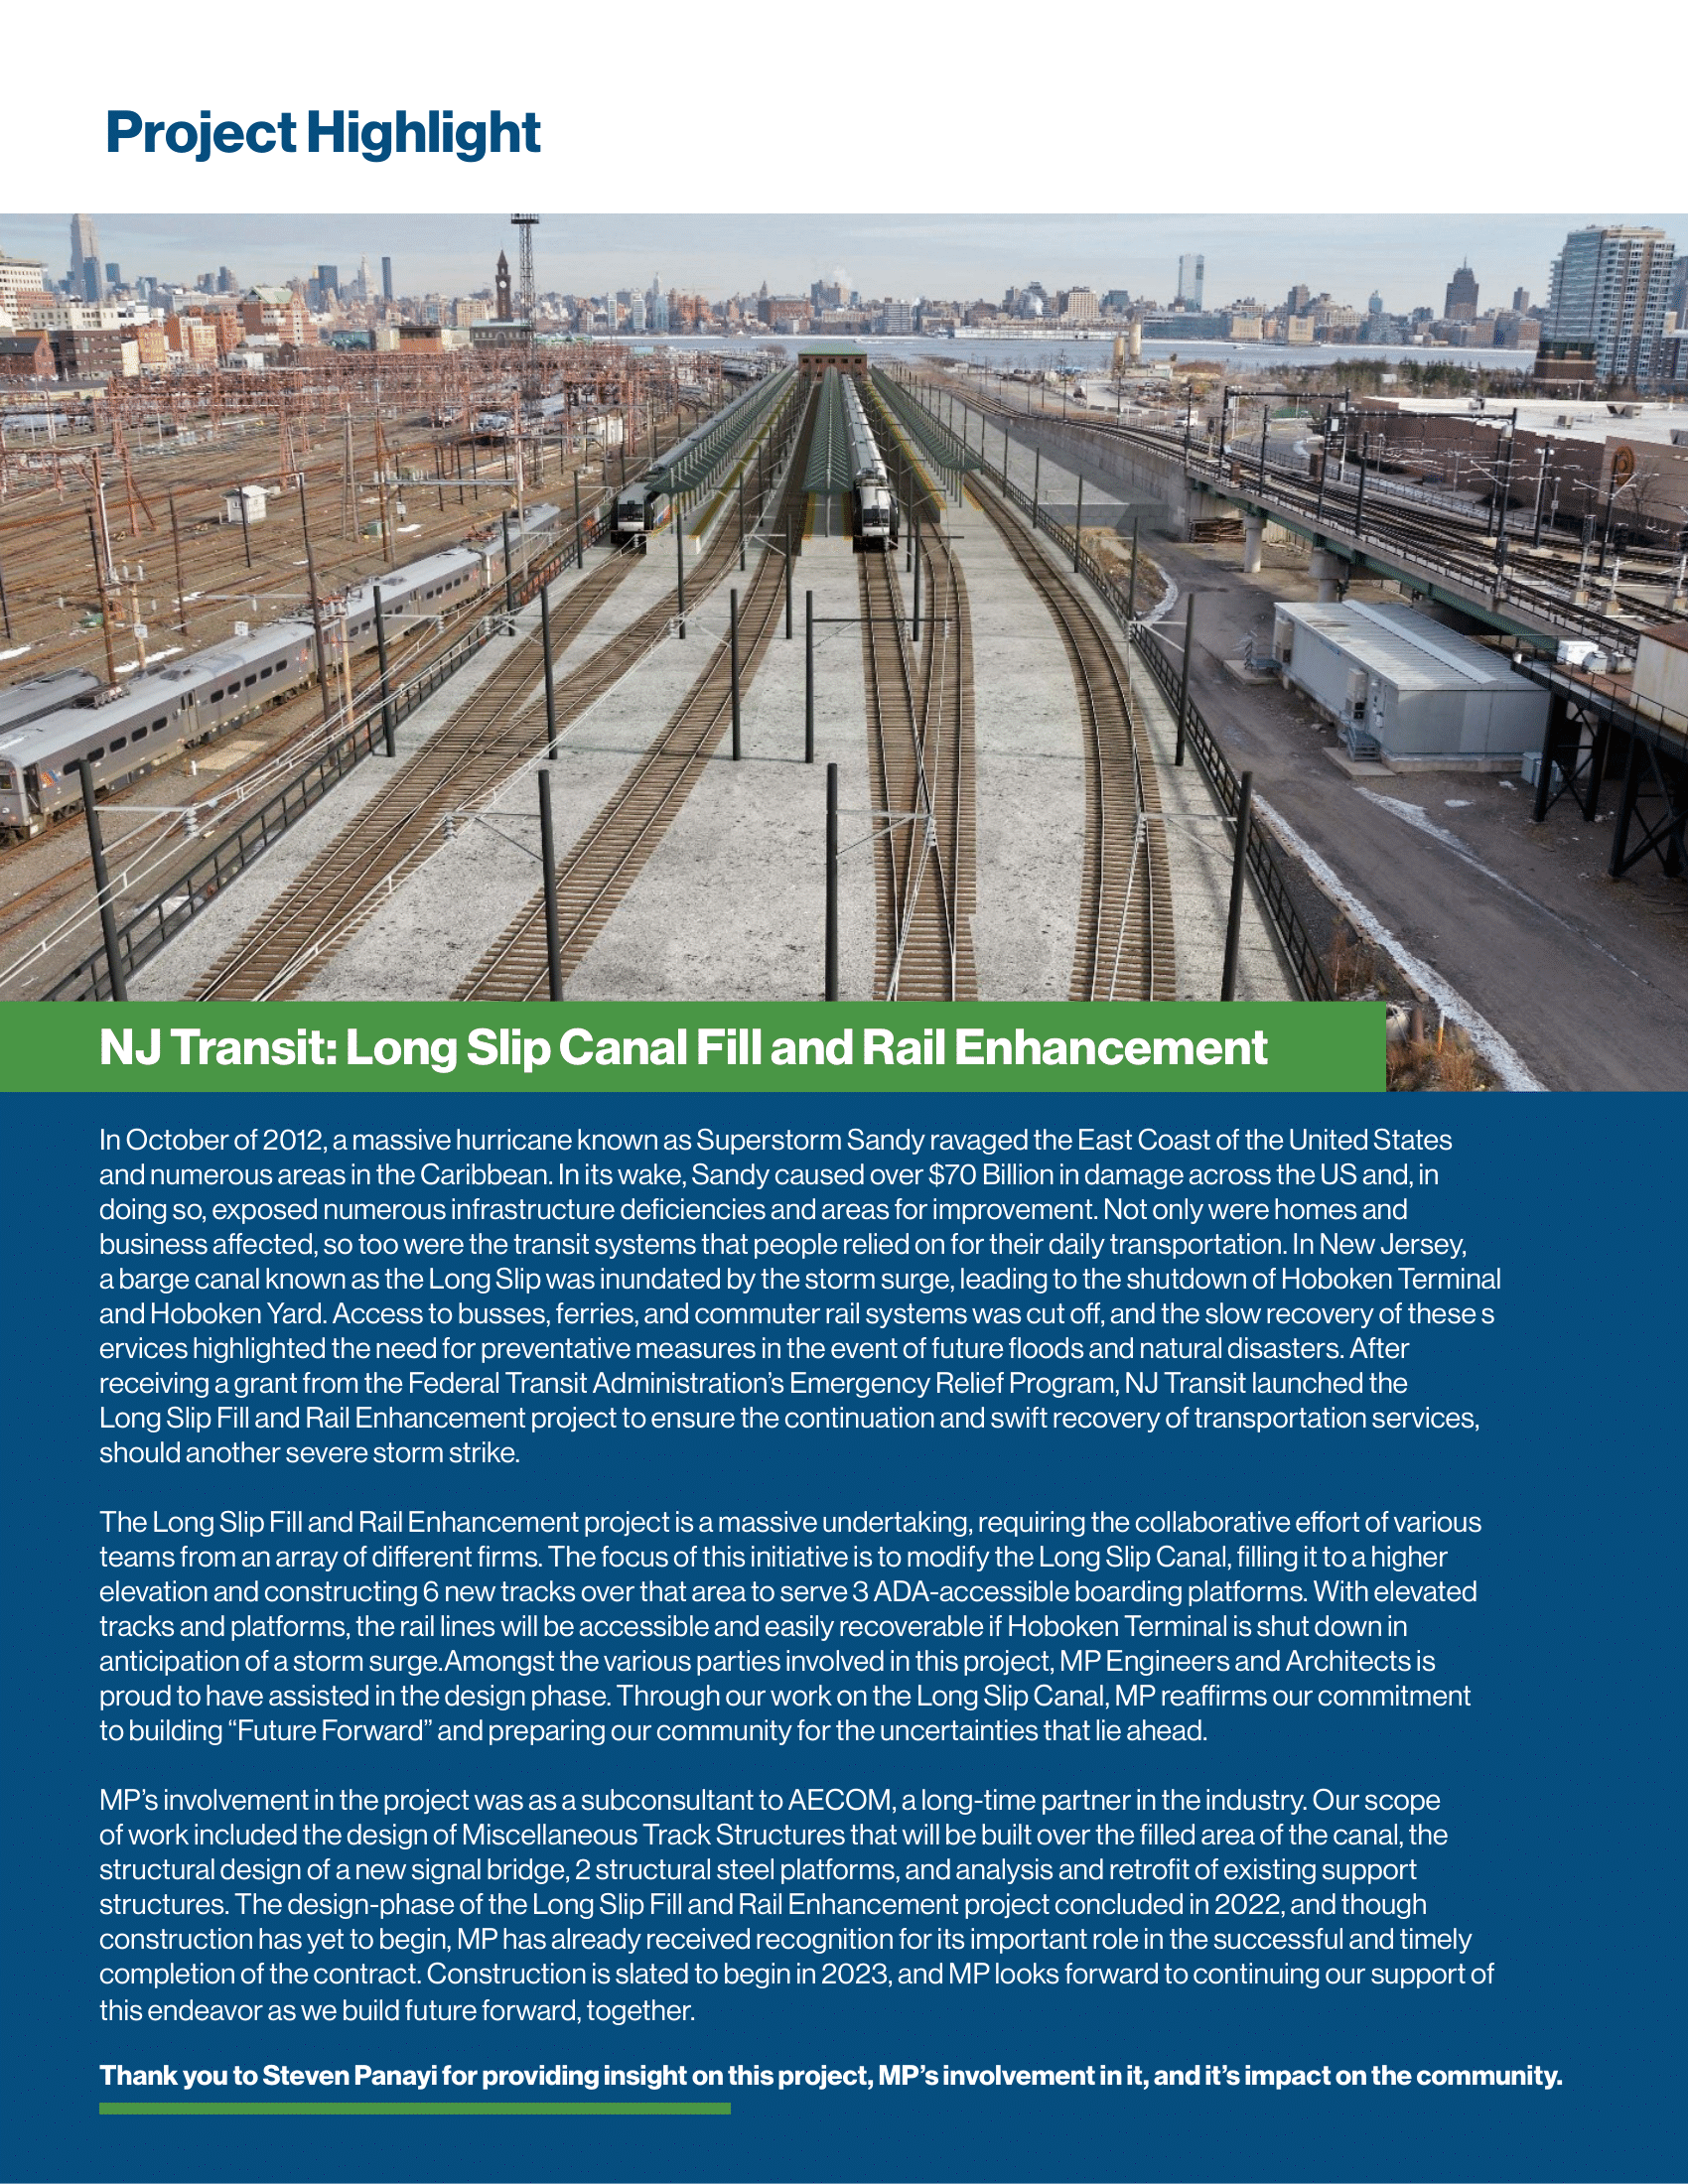 Project Highlight
NJ Transit: Long Slip Canal Fill and Rail Enhancement
In October of 2012, a massive hurricane known as Superstorm Sandy ravaged the East Coast of the United States
and numerous areas in the Caribbean. In its wake, Sandy caused over $70 Billion in damage across the US and, in
doing so, exposed numerous infrastructure deficiencies and areas for improvement. Not only were homes and
business affected, so too were the transit systems that people relied on for their daily transportation. In New Jersey,
a barge canal known as the Long Slip was inundated by the storm surge, leading to the shutdown of Hoboken Terminal
and Hoboken Yard. Access to busses, ferries, and commuter rail systems was cut off, and the slow recovery of these s
ervices highlighted the need for preventative measures in the event of future floods and natural disasters. After
receiving a grant from the Federal Transit Administration’s Emergency Relief Program, NJ Transit launched the
Long Slip Fill and Rail Enhancement project to ensure the continuation and swift recovery of transportation services,
should another severe storm strike.
The Long Slip Fill and Rail Enhancement project is a massive undertaking, requiring the collaborative effort of various
teams from an array of different firms. The focus of this initiative is to modify the Long Slip Canal, filling it to a higher
elevation and constructing 6 new tracks over that area to serve 3 ADA-accessible boarding platforms. With elevated
tracks and platforms, the rail lines will be accessible and easily recoverable if Hoboken Terminal is shut down in
anticipation of a storm surge.Amongst the various parties involved in this project, MP Engineers and Architects is
proud to have assisted in the design phase. Through our work on the Long Slip Canal, MP reaffirms our commitment
to building “Future Forward” and preparing our community for the uncertainties that lie ahead.
MP’s involvement in the project was as a subconsultant to AECOM, a long-time partner in the industry. Our scope
of work included the design of Miscellaneous Track Structures that will be built over the filled area of the canal, the
structural design of a new signal bridge, 2 structural steel platforms, and analysis and retrofit of existing support
structures. The design-phase of the Long Slip Fill and Rail Enhancement project concluded in 2022, and though
construction has yet to begin, MP has already received recognition for its important role in the successful and timely
completion of the contract. Construction is slated to begin in 2023, and MP looks forward to continuing our support of
this endeavor as we build future forward, together.
Thank you to Steven Panayi for providing insight on this project, MP’s involvement in it, and it’s impact on the community.